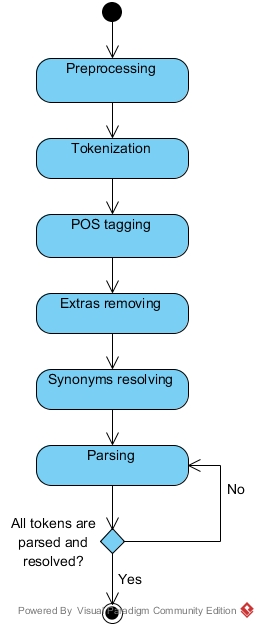 Preprocessing
Tokenization
POS tagging
Extras removing
Synonyms resolving
Parsing
No
All tokens are
parsed and
resolved?
Yes
Powered By Visual Paradigm Community Edition